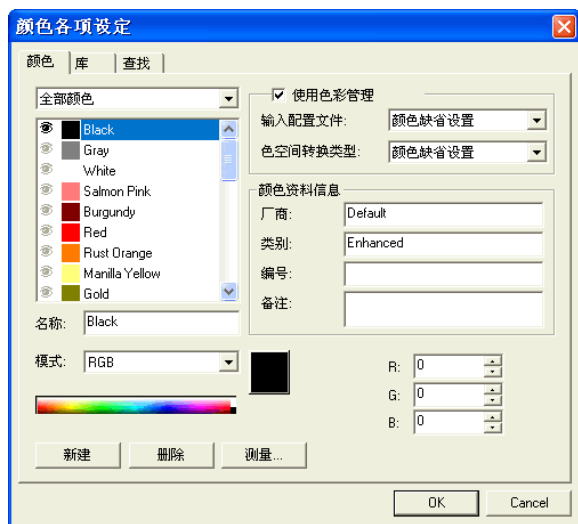 颜色各项设定
颜色 库 查找
全部颜色
Black
Gray
White
Salmon Pink
Burgundy
Red
Rust Orange
Manilla Yellow
Gold
名称: Black
模式: RGB
使用色彩管理
输入配置文件: 颜色缺省设置
色空间转换类型: 颜色缺省设置
颜色资料信息
厂商: Default
类别: Enhanced
编号:
备注:
R: 0
G: 0
B: 0
新建 删除 测量...
OK Cancel